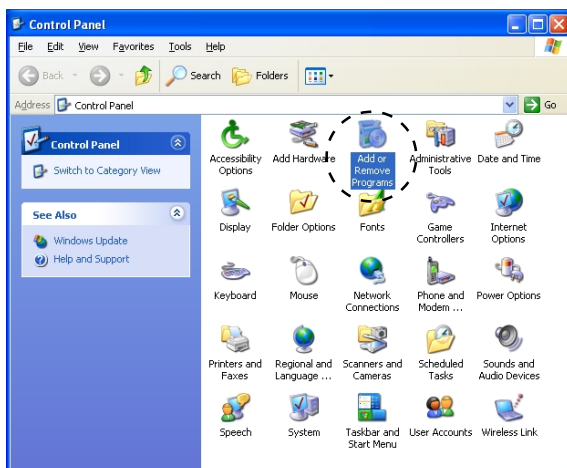 Control Panel
File Edit View Favorites Tools Help
Back Search Folders
Address Control Panel Go
Control Panel
Switch to Category View
See Also
Windows Update
Help and Support
Accessibility Options
Add Hardware
Add or Remove Programs
Administrative Tools
Date and Time
Display
Folder Options
Fonts
Game Controllers
Internet Options
Keyboard
Mouse
Network Connections
Phone and Modem ...
Power Options
Printers and Faxes
Regional and Language ...
Scanners and Cameras
Scheduled Tasks
Sounds and Audio Devices
Speech
System
Taskbar and Start Menu
User Accounts
Wireless Link